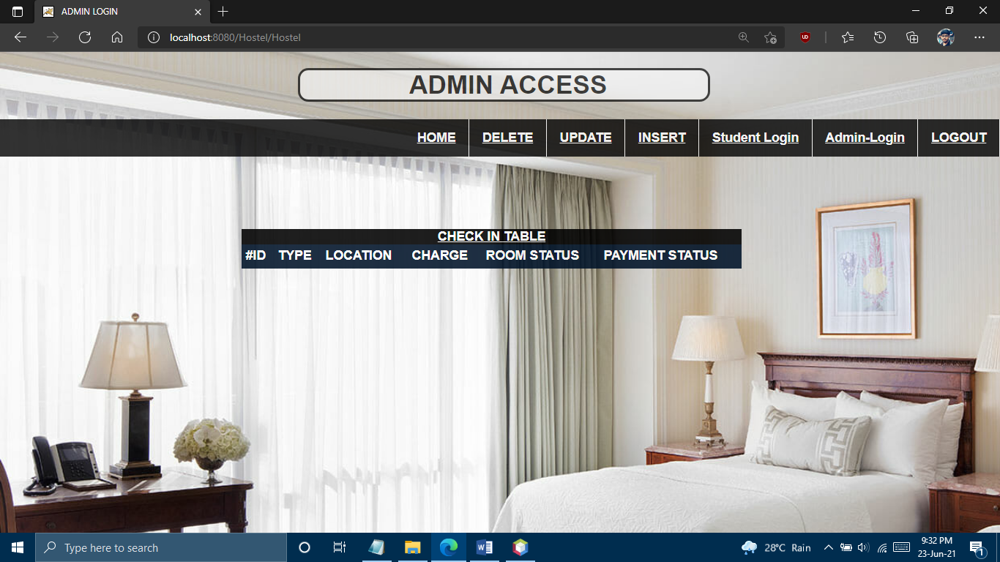 ADMIN LOGIN
localhost:8080/Hostel/Hostel
ADMIN ACCESS
HOME DELETE UPDATE INSERT Student Login Admin-Login LOGOUT
CHECK IN TABLE
#ID TYPE LOCATION CHARGE ROOM STATUS PAYMENT STATUS
Type here to search
28°C Rain
9:32 PM
23-Jun-21
1